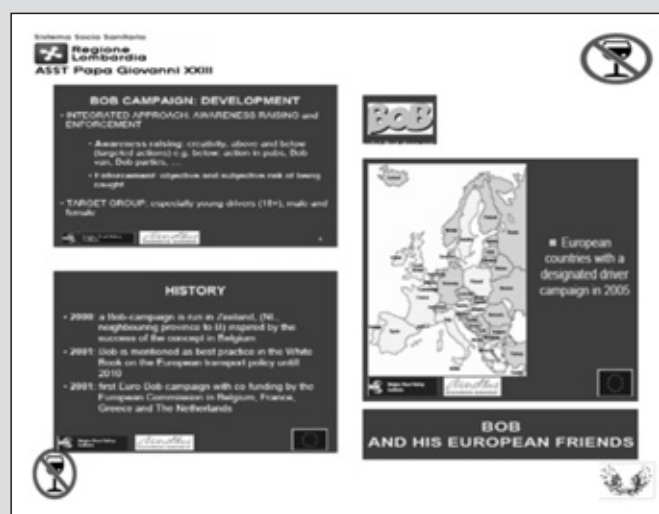 Sistema Socio Sanitario
Regione
Lombardia
ASST Papa Giovanni XXIII
BOB CAMPAIGN: DEVELOPMENT
• INTEGRATED APPROACH: AWARENESS RAISING and
ENFORCEMENT
• Awareness raising: creativity, above and below
(targeted actions) e.g. below: action in pubs, Bob
van, Bob parties, ...
• Enforcement: objective and subjective risk of being
caught
• TARGET GROUP: especially young drivers (18+), male and
female
HISTORY
• 2000: a Bob-campaign is run in Zeeland, (NL,
neighbouring province to B) inspired by the
success of the concept in Belgium
• 2001: Bob is mentioned as best practice in the White
Book on the European transport policy untill
2010
• 2001: first Euro Bob campaign with co funding by the
European Commission in Belgium, France,
Greece and The Netherlands
BOB
■ European
countries with a
designated driver
campaign in 2005
BOB
AND HIS EUROPEAN FRIENDS